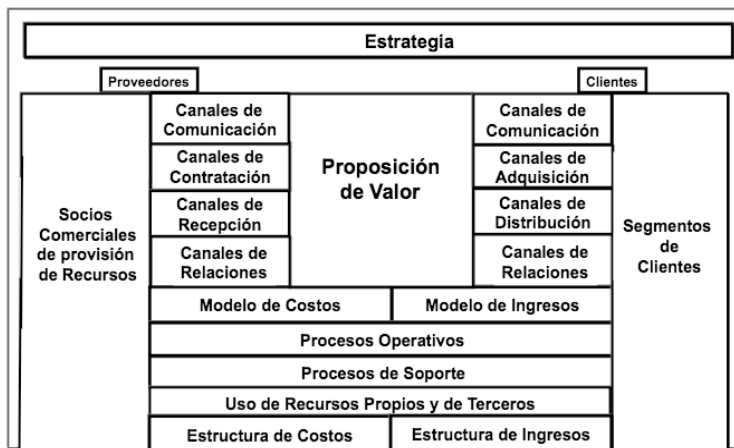 Estrategia
Proveedores
Clientes
Socios
Comerciales
de provisión
de Recursos
Canales de
Comunicación
Canales de
Contratación
Canales de
Recepción
Canales de
Relaciones
Proposición
de Valor
Canales de
Comunicación
Canales de
Adquisición
Canales de
Distribución
Canales de
Relaciones
Segmentos
de
Clientes
Modelo de Costos
Modelo de Ingresos
Procesos Operativos
Procesos de Soporte
Uso de Recursos Propios y de Terceros
Estructura de Costos
Estructura de Ingresos